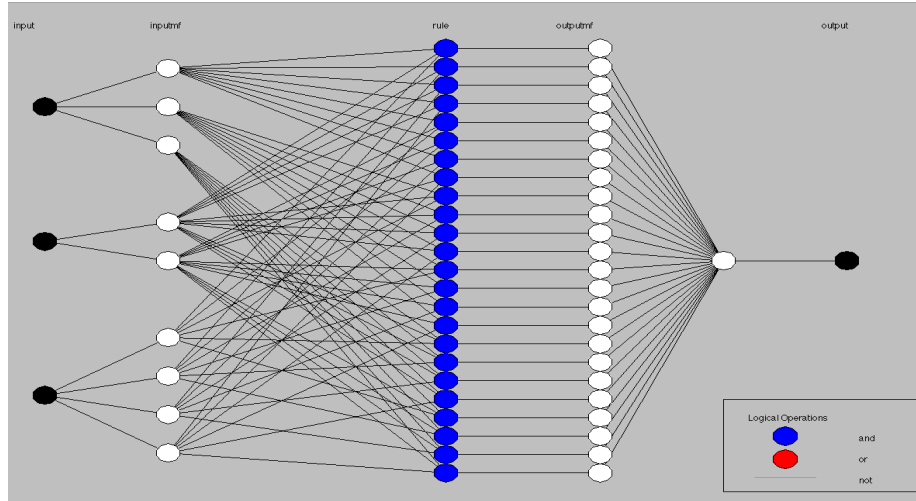 input
inputmf
rule
outputmf
output
Logical Operations
and
or
not